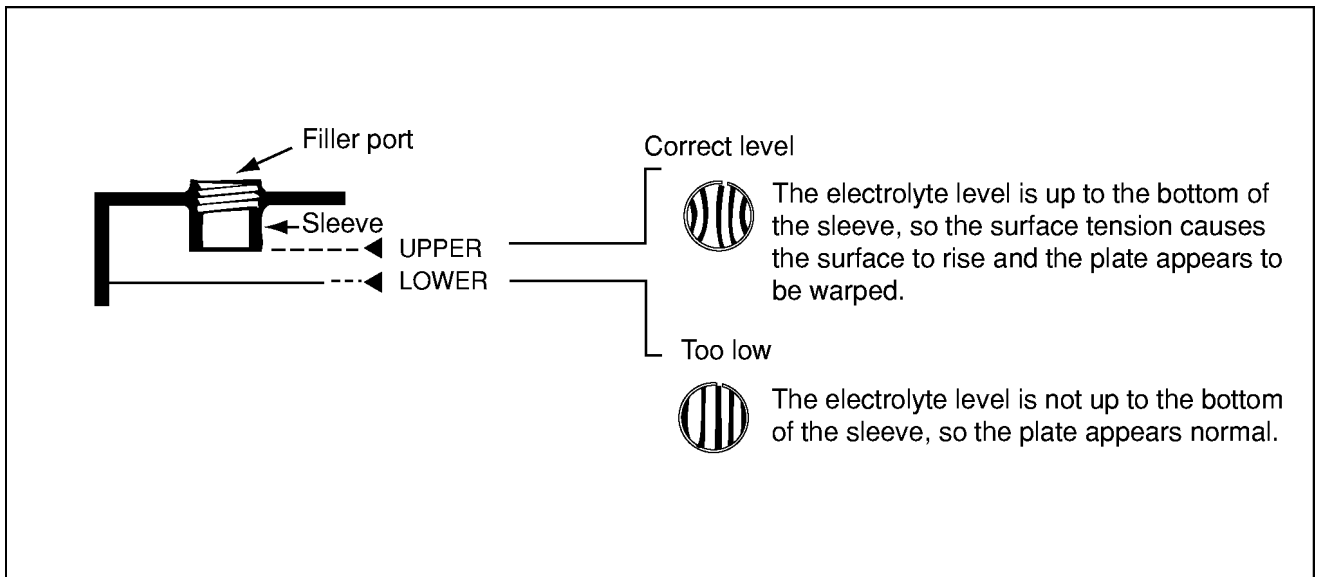 Filler port
Sleeve
UPPER
LOWER
Correct level
The electrolyte level is up to the bottom of
the sleeve, so the surface tension causes
the surface to rise and the plate appears to
be warped.
Too low
The electrolyte level is not up to the bottom
of the sleeve, so the plate appears normal.